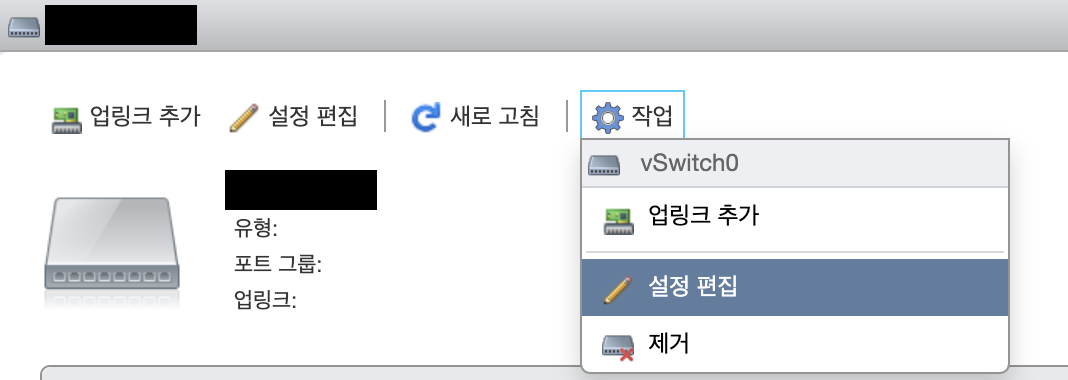 업링크 추가 설정 편집 새로 고침 작업
vSwitch0
업링크 추가
설정 편집
제거
유형:
포트 그룹:
업링크: